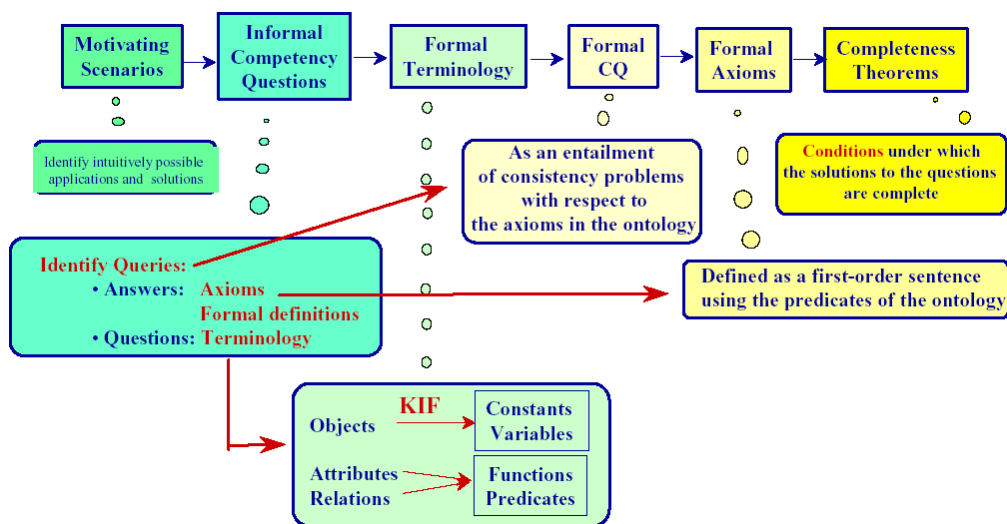 Motivating
Scenarios
Informal
Competency
Questions
Formal
Terminology
Formal
CQ
Formal
Axioms
Completeness
Theorems
Identify intuitively possible
applications and solutions
As an entailment
of consistency problems
with respect to
the axioms in the ontology
Conditions under which
the solutions to the questions
are complete
Identify Queries:
• Answers: Axioms
Formal definitions
• Questions: Terminology
Defined as a first-order sentence
using the predicates of the ontology
Objects
KIF
Constants
Variables
Attributes
Relations
Functions
Predicates